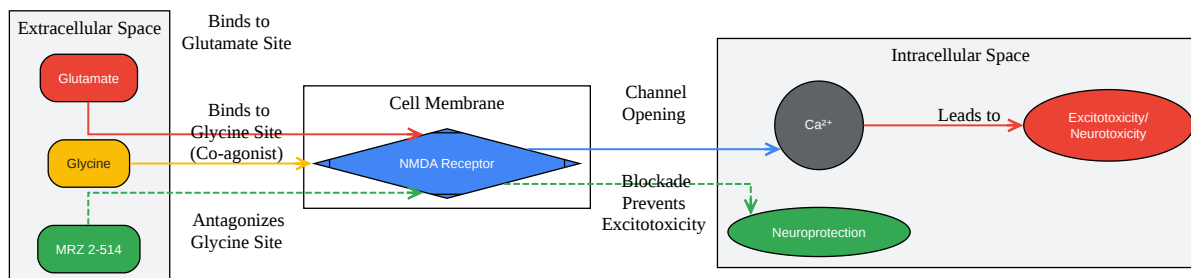 Extracellular Space
Glutamate
Glycine
MRZ 2-514
Binds to
Glutamate Site
Binds to
Glycine Site
(Co-agonist)
Antagonizes
Glycine Site
Cell Membrane
NMDA Receptor
Channel
Opening
Blockade
Prevents
Excitotoxicity
Intracellular Space
Ca²⁺
Leads to
Excitotoxicity/
Neurotoxicity
Neuroprotection